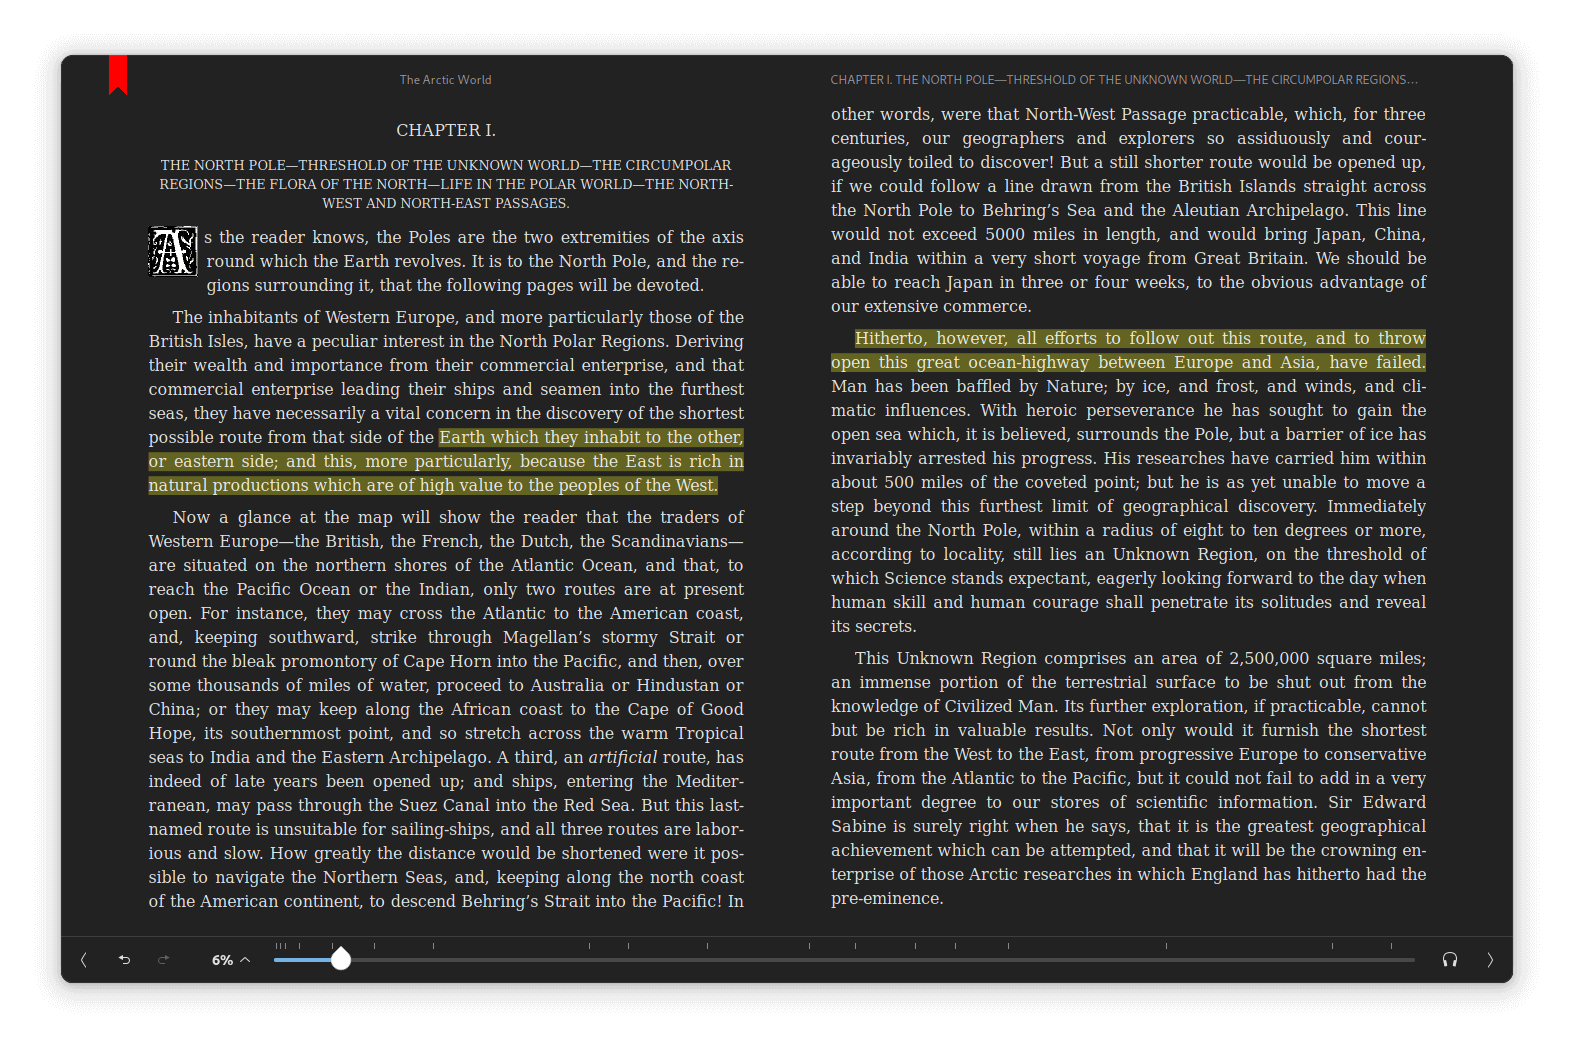 The Arctic World
CHAPTER I.
THE NORTH POLE—THRESHOLD OF THE UNKNOWN WORLD—THE CIRCUMPOLAR
REGIONS—THE FLORA OF THE NORTH—LIFE IN THE POLAR WORLD—THE NORTH-
WEST AND NORTH-EAST PASSAGES.
As the reader knows, the Poles are the two extremities of the axis
round which the Earth revolves. It is to the North Pole, and the re-
gions surrounding it, that the following pages will be devoted.
The inhabitants of Western Europe, and more particularly those of the
British Isles, have a peculiar interest in the North Polar Regions. Deriving
their wealth and importance from their commercial enterprise, and that
commercial enterprise leading their ships and seamen into the furthest
seas, they have necessarily a vital concern in the discovery of the shortest
possible route from that side of the Earth which they inhabit to the other,
or eastern side; and this, more particularly, because the East is rich in
natural productions which are of high value to the peoples of the West.
Now a glance at the map will show the reader that the traders of
Western Europe—the British, the French, the Dutch, the Scandinavians—
are situated on the northern shores of the Atlantic Ocean, and that, to
reach the Pacific Ocean or the Indian, only two routes are at present
open. For instance, they may cross the Atlantic to the American coast,
and, keeping southward, strike through Magellan’s stormy Strait or
round the bleak promontory of Cape Horn into the Pacific, and then, over
some thousands of miles of water, proceed to Australia or Hindustan or
China; or they may keep along the African coast to the Cape of Good
Hope, its southernmost point, and so stretch across the warm Tropical
seas to India and the Eastern Archipelago. A third, an artificial route, has
indeed of late years been opened up; and ships, entering the Mediter-
ranean, may pass through the Suez Canal into the Red Sea. But this last-
named route is unsuitable for sailing-ships, and all three routes are labor-
ious and slow. How greatly the distance would be shortened were it pos-
sible to navigate the Northern Seas, and, keeping along the north coast
of the American continent, to descend Behring’s Strait into the Pacific! In
CHAPTER I. THE NORTH POLE—THRESHOLD OF THE UNKNOWN WORLD—THE CIRCUMPOLAR REGIONS…
other words, were that North-West Passage practicable, which, for three
centuries, our geographers and explorers so assiduously and cour-
ageously toiled to discover! But a still shorter route would be opened up,
if we could follow a line drawn from the British Islands straight across
the North Pole to Behring’s Sea and the Aleutian Archipelago. This line
would not exceed 5000 miles in length, and would bring Japan, China,
and India within a very short voyage from Great Britain. We should be
able to reach Japan in three or four weeks, to the obvious advantage of
our extensive commerce.
Hitherto, however, all efforts to follow out this route, and to throw
open this great ocean-highway between Europe and Asia, have failed.
Man has been baffled by Nature; by ice, and frost, and winds, and cli-
matic influences. With heroic perseverance he has sought to gain the
open sea which, it is believed, surrounds the Pole, but a barrier of ice has
invariably arrested his progress. His researches have carried him within
about 500 miles of the coveted point; but he is as yet unable to move a
step beyond this furthest limit of geographical discovery. Immediately
around the North Pole, within a radius of eight to ten degrees or more,
according to locality, still lies an Unknown Region, on the threshold of
which Science stands expectant, eagerly looking forward to the day when
human skill and human courage shall penetrate its solitudes and reveal
its secrets.
This Unknown Region comprises an area of 2,500,000 square miles;
an immense portion of the terrestrial surface to be shut out from the
knowledge of Civilized Man. Its further exploration, if practicable, cannot
but be rich in valuable results. Not only would it furnish the shortest
route from the West to the East, from progressive Europe to conservative
Asia, from the Atlantic to the Pacific, but it could not fail to add in a very
important degree to our stores of scientific information. Sir Edward
Sabine is surely right when he says, that it is the greatest geographical
achievement which can be attempted, and that it will be the crowning en-
terprise of those Arctic researches in which England has hitherto had the
pre-eminence.
6%